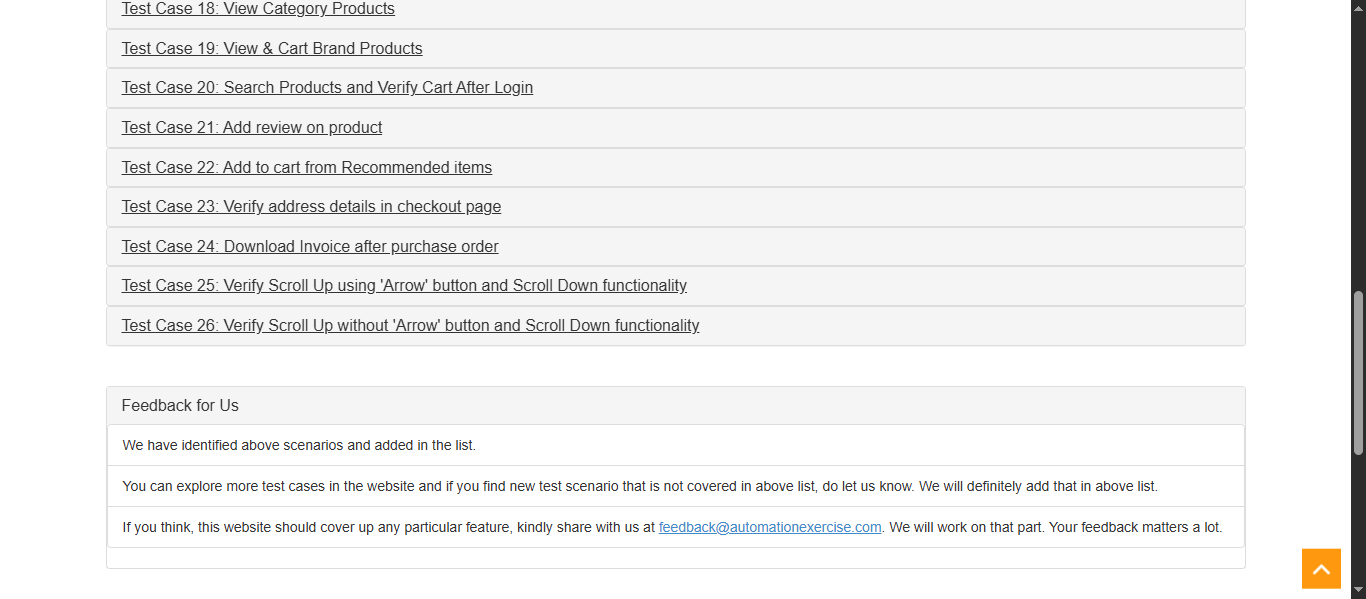 Test Case 18: View Category Products
Test Case 19: View & Cart Brand Products
Test Case 20: Search Products and Verify Cart After Login
Test Case 21: Add review on product
Test Case 22: Add to cart from Recommended items
Test Case 23: Verify address details in checkout page
Test Case 24: Download Invoice after purchase order
Test Case 25: Verify Scroll Up using 'Arrow' button and Scroll Down functionality
Test Case 26: Verify Scroll Up without 'Arrow' button and Scroll Down functionality
Feedback for Us
We have identified above scenarios and added in the list.
You can explore more test cases in the website and if you find new test scenario that is not covered in above list, do let us know. We will definitely add that in above list.
If you think, this website should cover up any particular feature, kindly share with us at feedback@automationexercise.com. We will work on that part. Your feedback matters a lot.